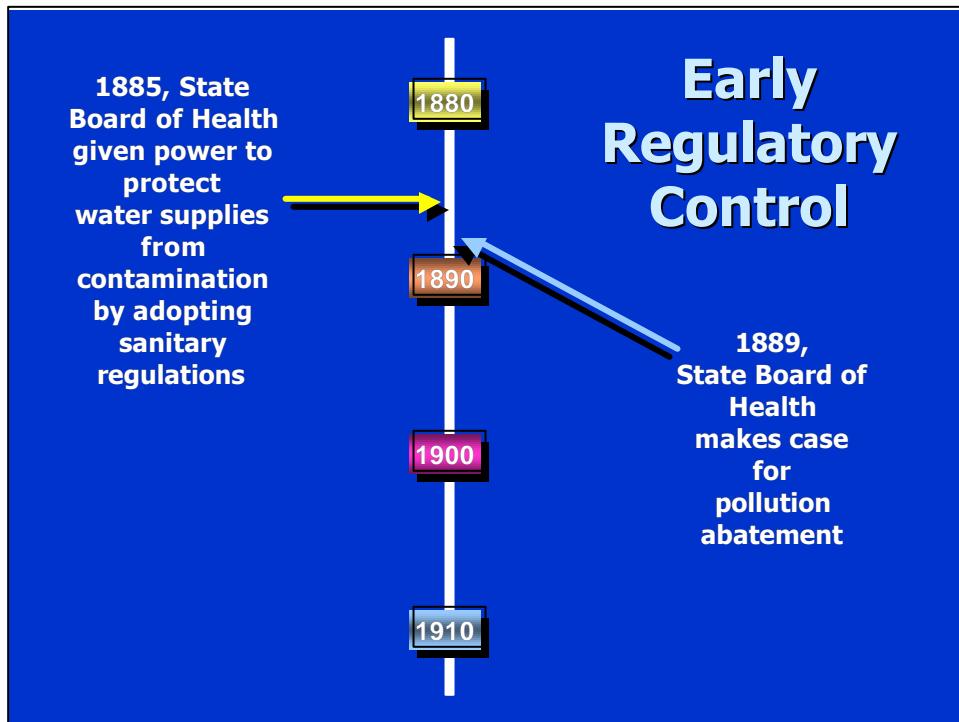 Early
Regulatory
Control
1885, State
Board of Health
given power to
protect
water supplies
from
contamination
by adopting
sanitary
regulations
1880
1890
1900
1910
1889,
State Board of
Health
makes case
for
pollution
abatement